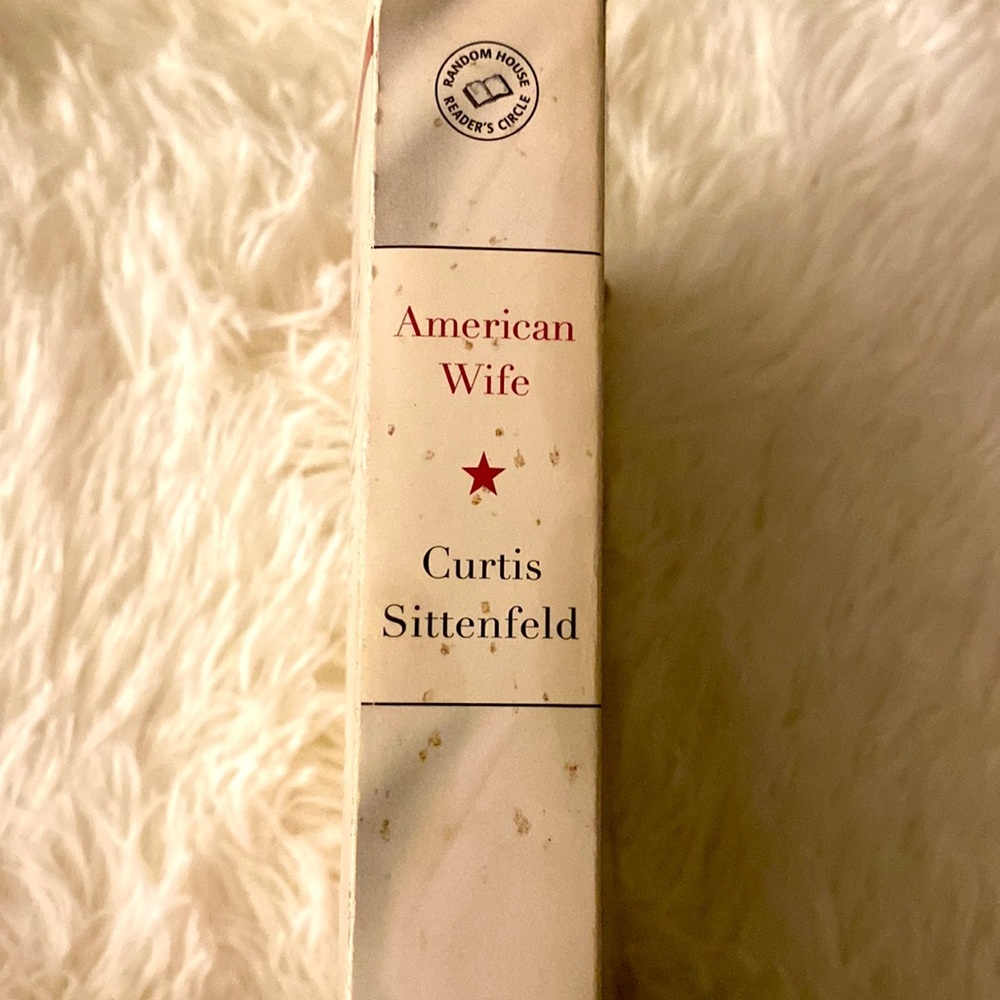 RANDOM HOUSE
READER'S CIRCLE
American
Wife
Curtis
Sittenfeld